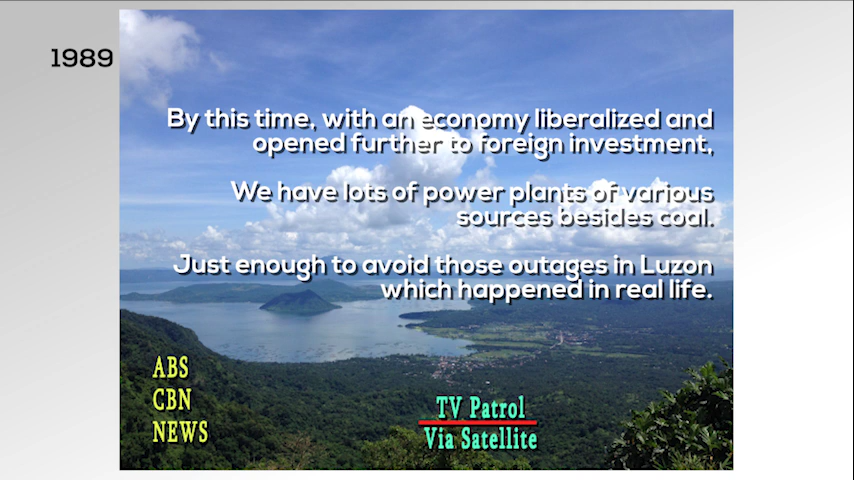 1989
By this time, with an economy liberalized and
opened further to foreign investment,
We have lots of power plants of various
sources besides coal.
Just enough to avoid those outages in Luzon
which happened in real life.
ABS
CBN
NEWS
TV Patrol
Via Satellite